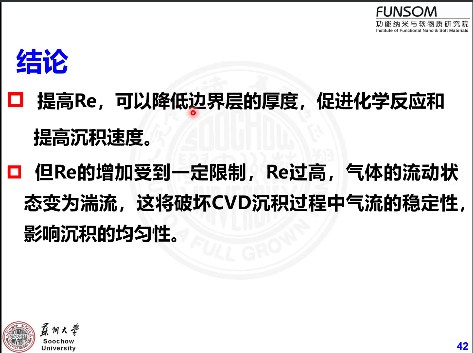 FUNSOM
功能纳米与软物质研究院
Institute of Functional Nano & Soft Materials
结论
提高Re，可以降低边界层的厚度，促进化学反应和
提高沉积速度。
但Re的增加受到一定限制，Re过高，气体的流动状
态变为湍流，这将破坏CVD沉积过程中气流的稳定性，
影响沉积的均匀性。
SOOCHOW
FULL GROWN
苏州大学
Soochow
University
42